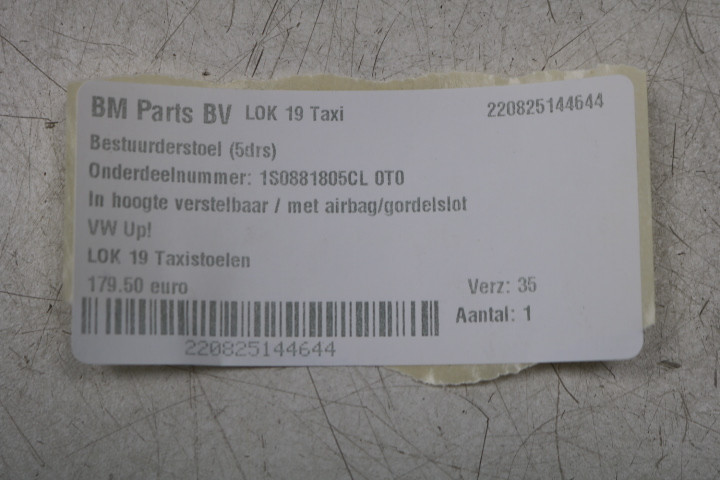 BM Parts BV LOK 19 Taxi 220825144644
Bestuurderstoel (5drs)
Onderdeelnummer: 1S0881805CL 0T0
In hoogte verstelbaar / met airbag/gordelslot
VW Up!
LOK 19 Taxistoelen
179.50 euro Verz: 35
Aantal: 1
220825144644